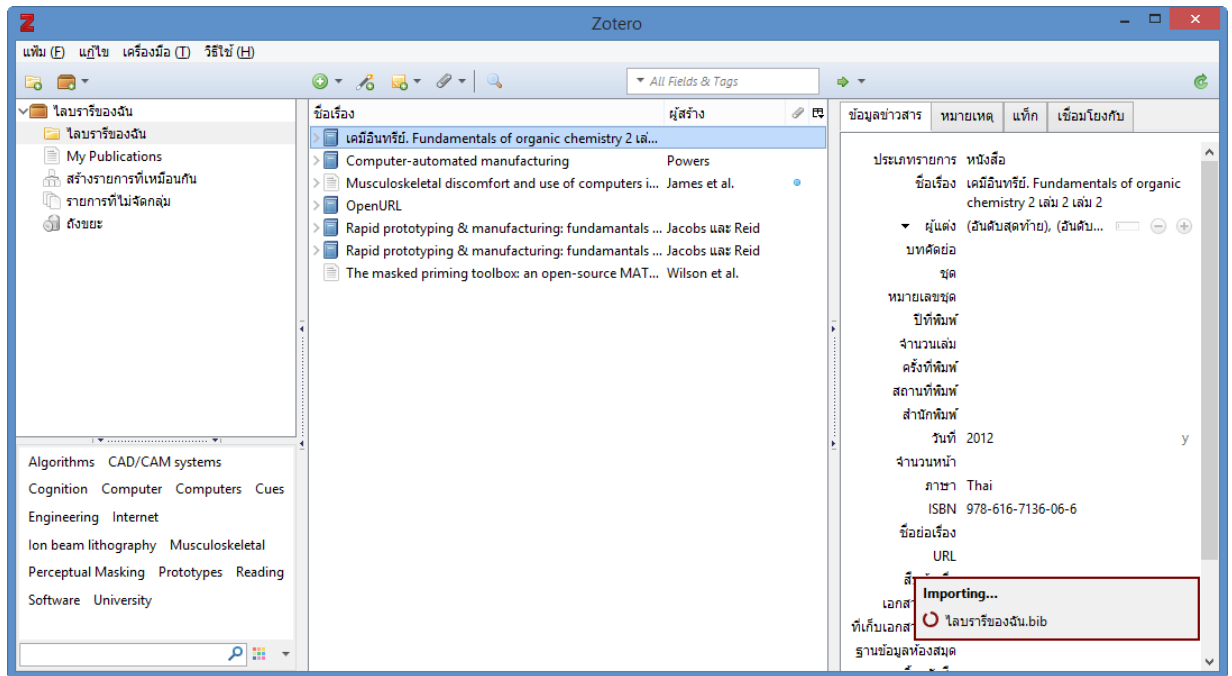 Zotero
แฟ้ม (F) แก้ไข เครื่องมือ (T) วิธีใช้ (H)
All Fields & Tags
ไลบรารีของฉัน
ไลบรารีของฉัน
My Publications
สร้างรายการที่เหมือนกัน
รายการที่ไม่จัดกลุ่ม
ถังขยะ
Algorithms CAD/CAM systems
Cognition Computer Computers Cues
Engineering Internet
Ion beam lithography Musculoskeletal
Perceptual Masking Prototypes Reading
Software University
ชื่อเรื่อง ผู้สร้าง
เคมีอินทรีย์. Fundamentals of organic chemistry 2 เล่...
Computer-automated manufacturing Powers
Musculoskeletal discomfort and use of computers i... James et al.
OpenURL
Rapid prototyping & manufacturing: fundamantals ... Jacobs และ Reid
Rapid prototyping & manufacturing: fundamantals ... Jacobs และ Reid
The masked priming toolbox: an open-source MAT... Wilson et al.
ข้อมูลข่าวสาร หมายเหตุ แท็ก เชื่อมโยงกับ
ประเภทรายการ หนังสือ
ชื่อเรื่อง เคมีอินทรีย์. Fundamentals of organic
chemistry 2 เล่ม 2 เล่ม 2
ผู้แต่ง (อันดับสุดท้าย), (อันดับ...
บทคัดย่อ
ชุด
หมายเลขชุด
ปีที่พิมพ์
จำนวนเล่ม
ครั้งที่พิมพ์
สถานที่พิมพ์
สำนักพิมพ์
วันที่ 2012 y
จำนวนหน้า
ภาษา Thai
ISBN 978-616-7136-06-6
ชื่อย่อเรื่อง
URL
เอกส
ที่เก็บเอกส
ฐานข้อมูลห้องสมุด
Importing...
ไลบรารีของฉัน.bib